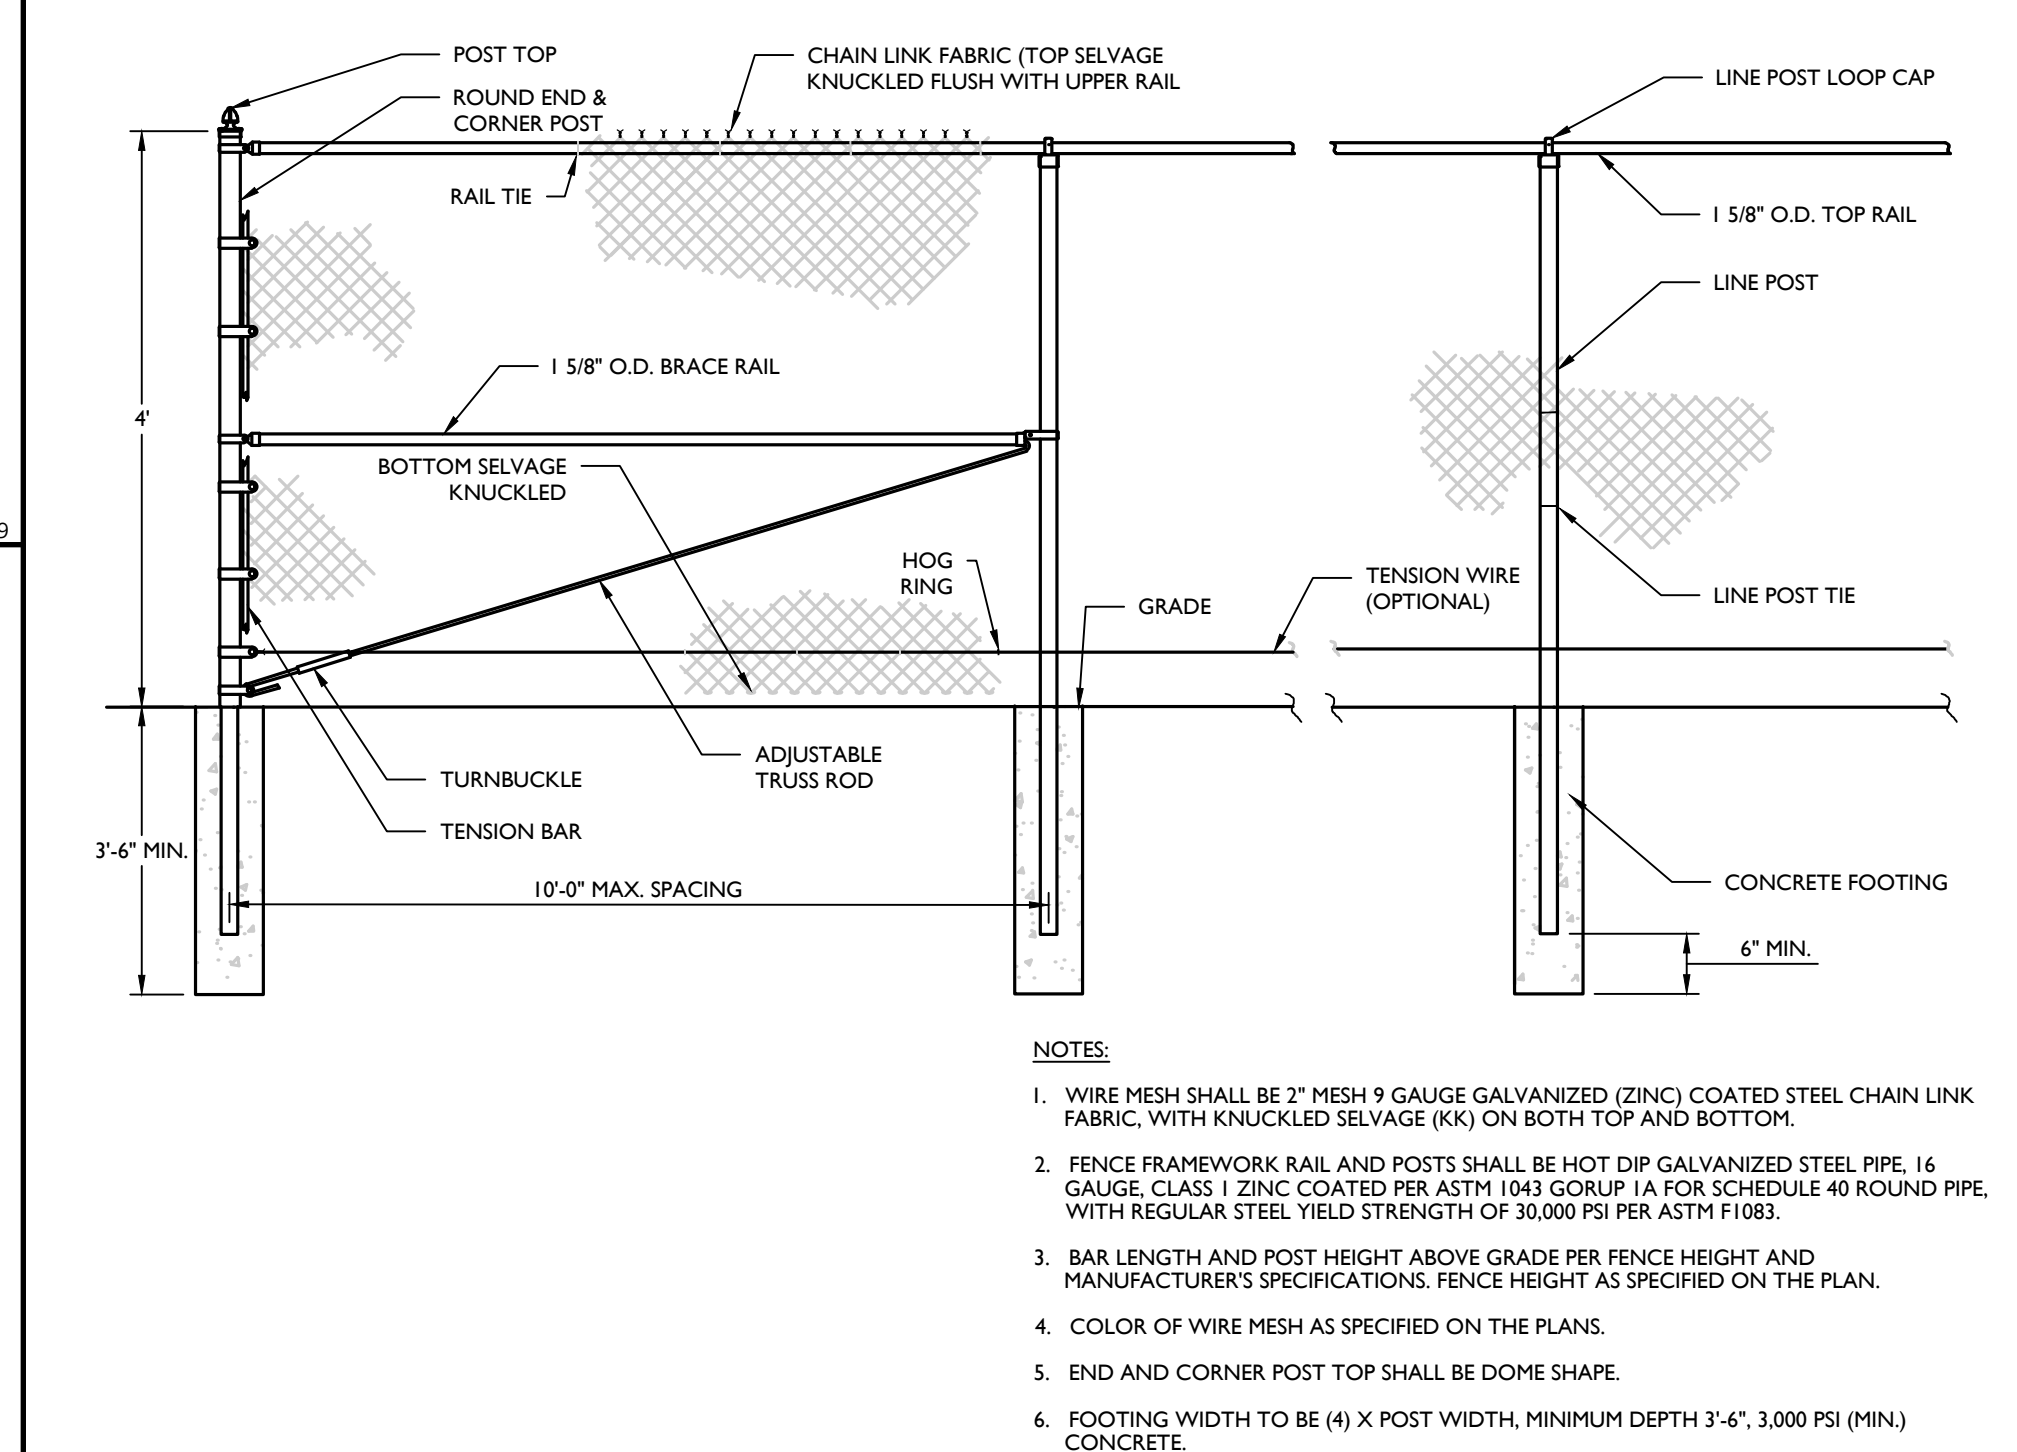 POST TOP
ROUND END &
CORNER POST
CHAIN LINK FABRIC (TOP SELVAGE
KNUCKLED FLUSH WITH UPPER RAIL
LINE POST LOOP CAP
RAIL TIE
1 5/8" O.D. TOP RAIL
LINE POST
1 5/8" O.D. BRACE RAIL
4'
BOTTOM SELVAGE
KNUCKLED
9
HOG
RING
TENSION WIRE
(OPTIONAL)
GRADE
LINE POST TIE
ADJUSTABLE
TRUSS ROD
TURNBUCKLE
TENSION BAR
3'-6" MIN.
10'-0" MAX. SPACING
CONCRETE FOOTING
6" MIN.
NOTES:
1. WIRE MESH SHALL BE 2" MESH 9 GAUGE GALVANIZED (ZINC) COATED STEEL CHAIN LINK
FABRIC, WITH KNUCKLED SELVAGE (KK) ON BOTH TOP AND BOTTOM.
2. FENCE FRAMEWORK RAIL AND POSTS SHALL BE HOT DIP GALVANIZED STEEL PIPE, 16
GAUGE, CLASS 1 ZINC COATED PER ASTM 1043 GORUP 1A FOR SCHEDULE 40 ROUND PIPE,
WITH REGULAR STEEL YIELD STRENGTH OF 30,000 PSI PER ASTM F1083.
3. BAR LENGTH AND POST HEIGHT ABOVE GRADE PER FENCE HEIGHT AND
MANUFACTURER'S SPECIFICATIONS. FENCE HEIGHT AS SPECIFIED ON THE PLAN.
4. COLOR OF WIRE MESH AS SPECIFIED ON THE PLANS.
5. END AND CORNER POST TOP SHALL BE DOME SHAPE.
6. FOOTING WIDTH TO BE (4) X POST WIDTH, MINIMUM DEPTH 3'-6", 3,000 PSI (MIN.)
CONCRETE.